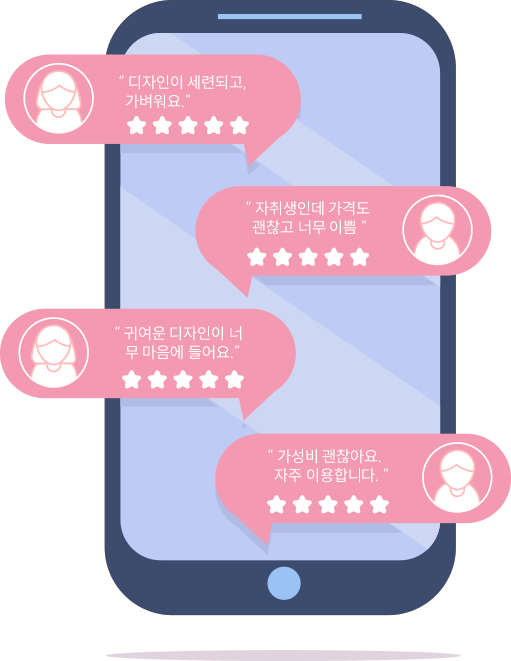 “ 디자인이 세련되고,
가벼워요.”
“ 자취생인데 가격도
괜찮고 너무 이쁨 ”
“ 귀여운 디자인이 너
무 마음에 들어요.”
“ 가성비 괜찮아요.
자주 이용합니다. ”